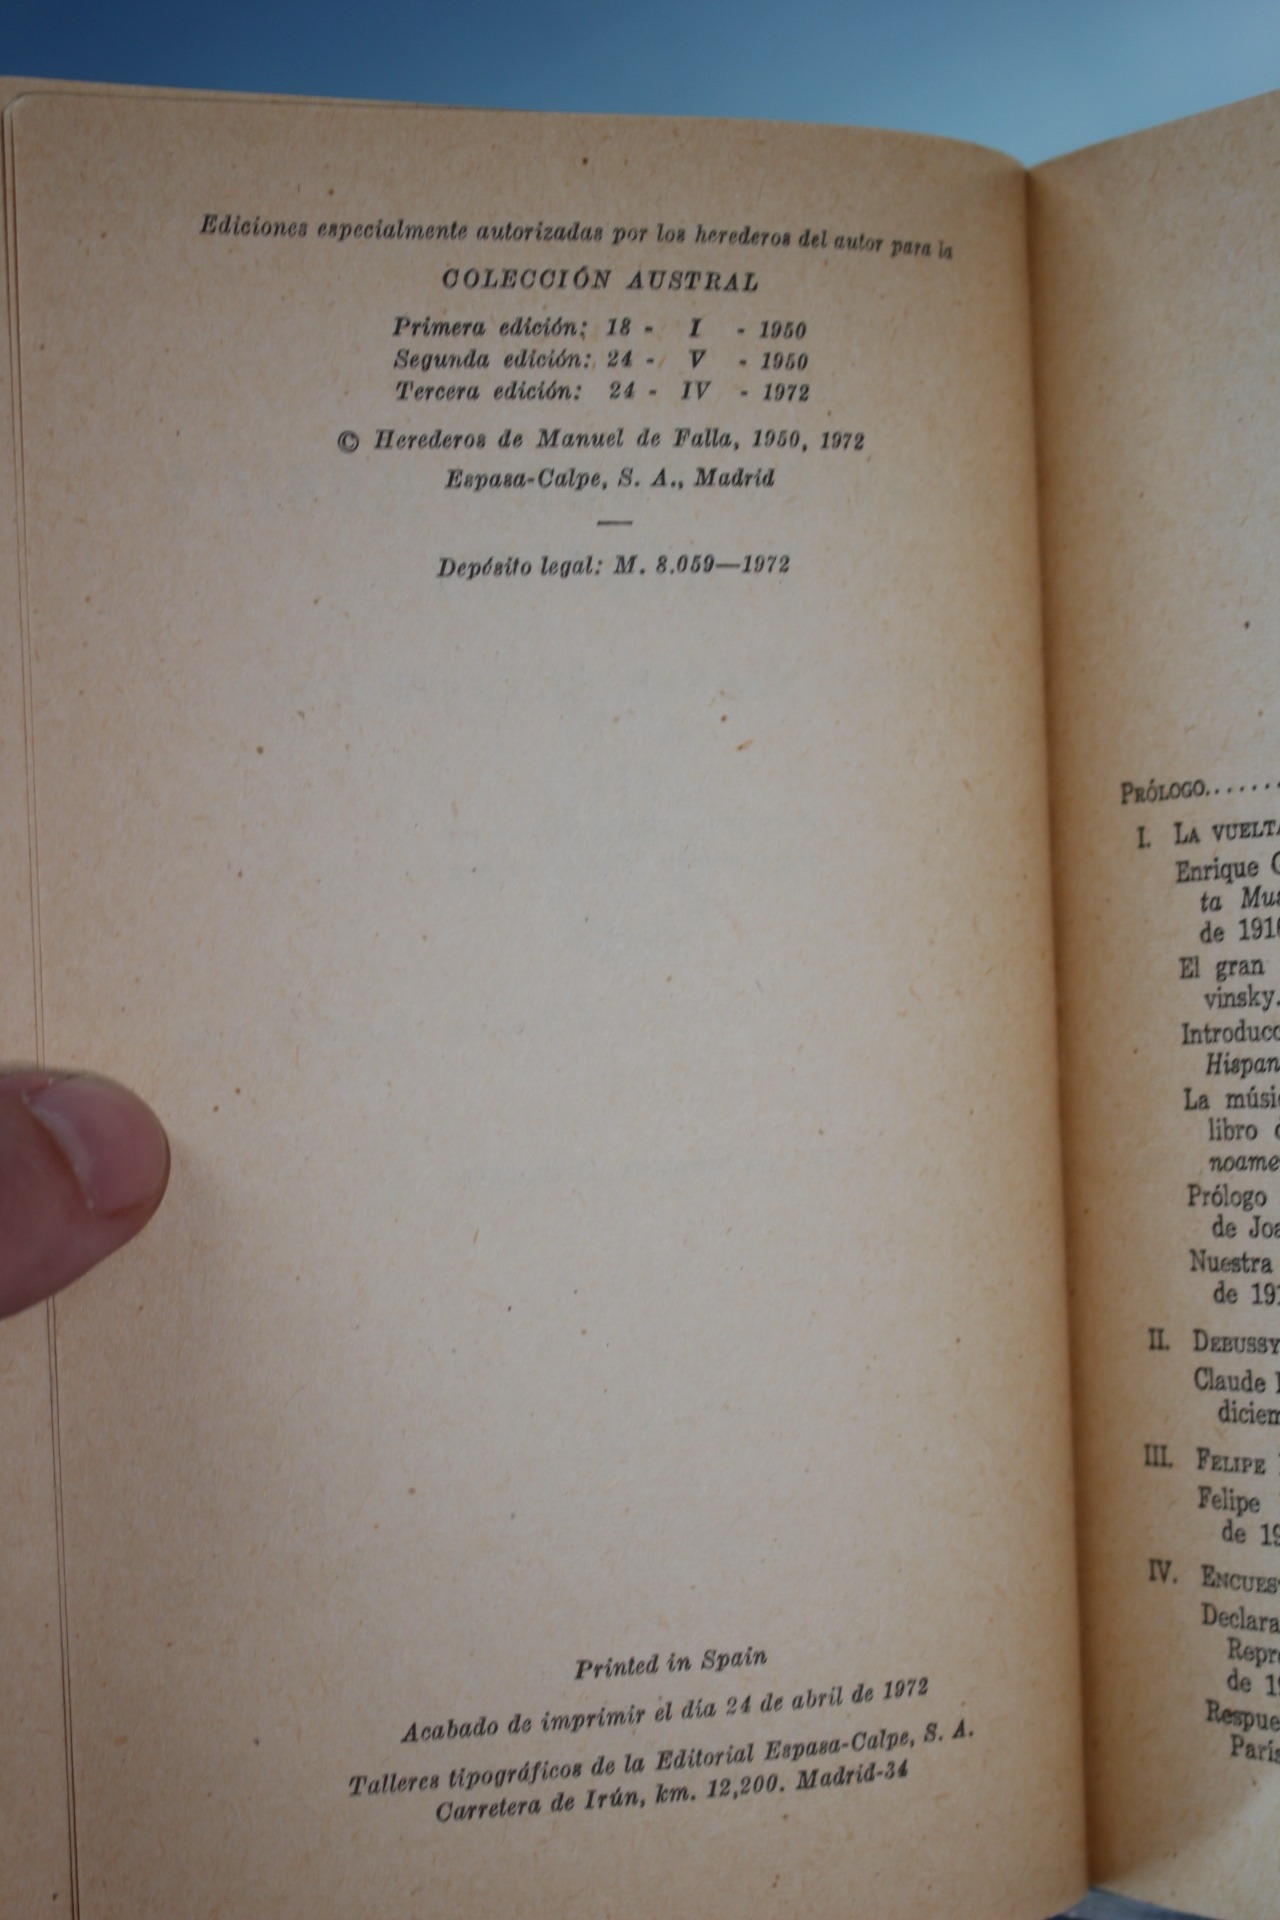 Ediciones especialmente autorizadas por los herederos del autor para la
COLECCIÓN AUSTRAL
Primera edición: 18 - I - 1950
Segunda edición: 24 - V - 1950
Tercera edición: 24 - IV - 1972
© Herederos de Manuel de Falla, 1950, 1972
Espasa-Calpe, S. A., Madrid
Depósito legal: M. 8.059—1972
Printed in Spain
Acabado de imprimir el día 24 de abril de 1972
Talleres tipográficos de la Editorial Espasa-Calpe, S. A.
Carretera de Irún, km. 12,200. Madrid-34
PRÓLOGO.......
I. LA VUELTA
Enrique
ta
de
El gran
vinsky.
La
libro
Prólogo
de
Nuestra
de
II. DEBUSSY
Claude
III. FELIPE
Felipe
de
IV.
de